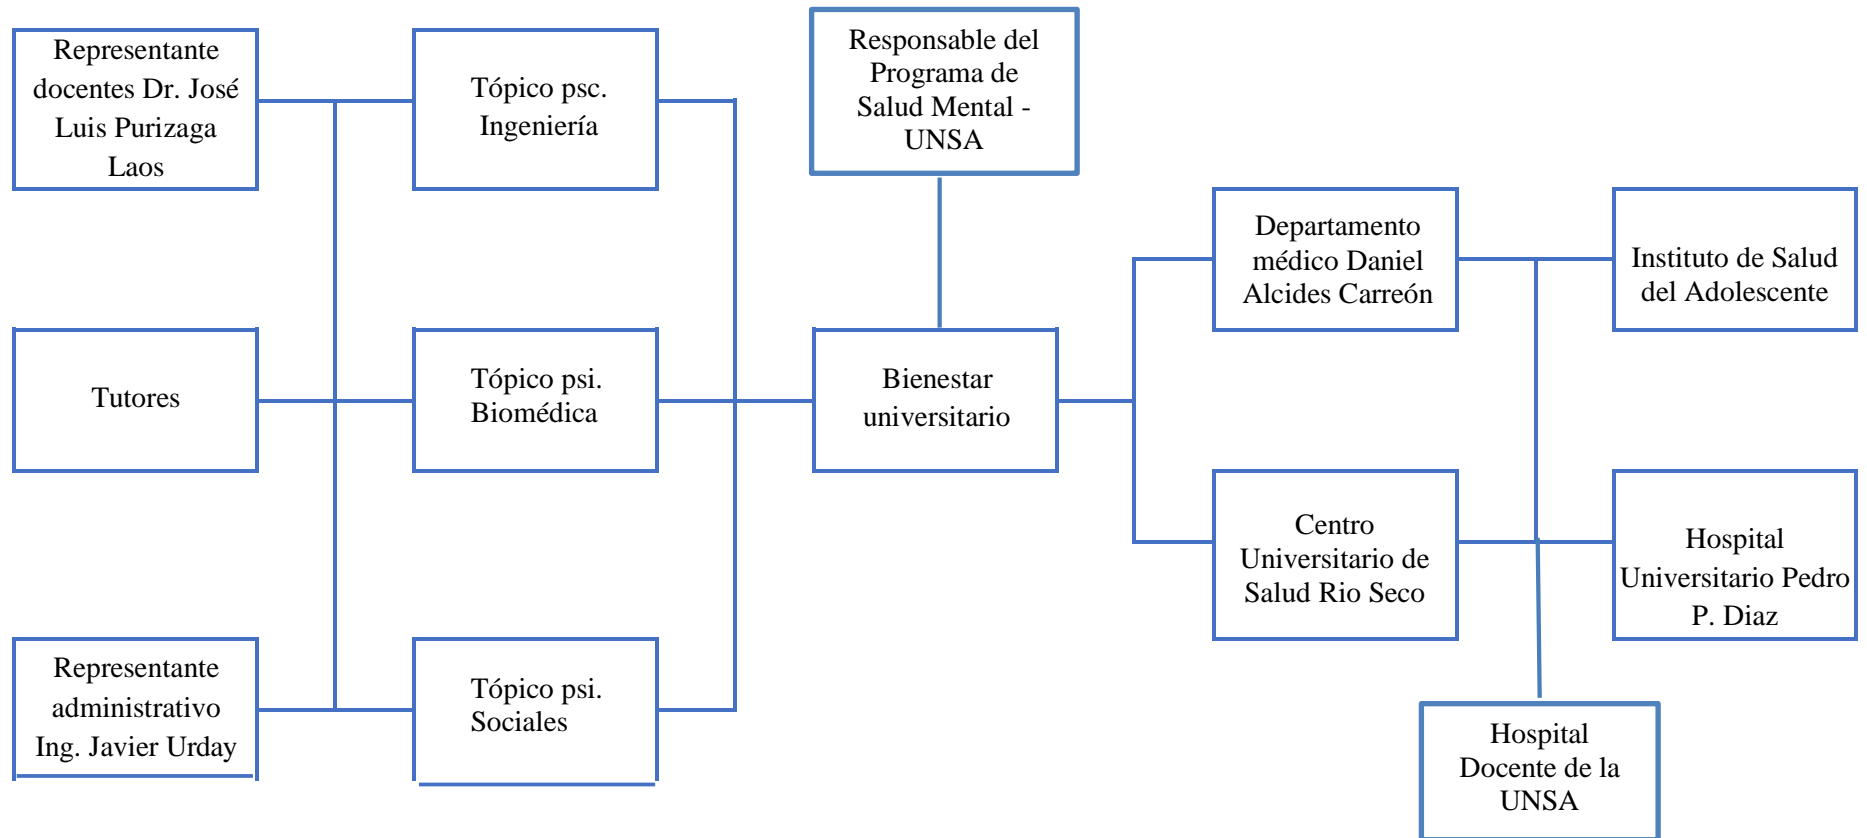 Representante
docentes Dr. José
Luis Purizaga
Laos
Tópico psc.
Ingeniería
Responsable del
Programa de
Salud Mental -
UNSA
Departamento
médico Daniel
Alcides Carreón
Instituto de Salud
del Adolescente
Tutores
Tópico psi.
Biomédica
Bienestar
universitario
Centro
Universitario de
Salud Rio Seco
Hospital
Universitario Pedro
P. Diaz
Representante
administrativo
Ing. Javier Urday
Tópico psi.
Sociales
Hospital
Docente de la
UNSA